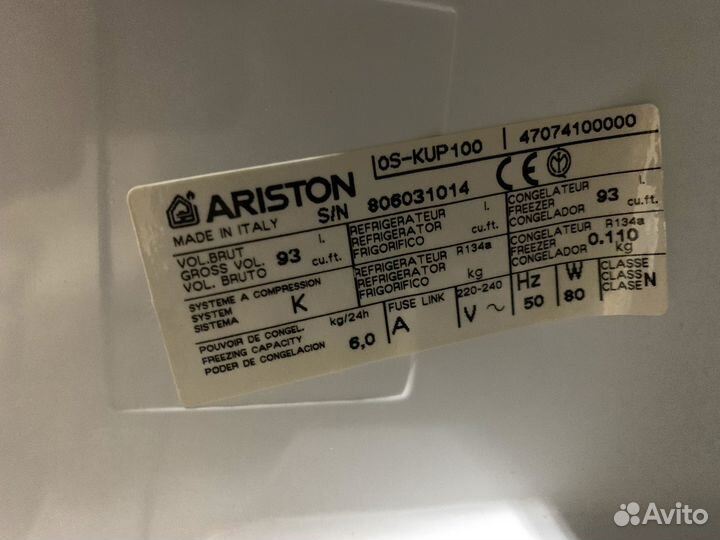 OS-KUP100 47074100000
ARISTON
MADE IN ITALY S/N 806031014 CE
VOL.BRUT
GROSS VOL. 93 l. cu.ft.
VOL. BRUTO
REFRIGERATEUR l.
REFRIGERATOR
FRIGORIFICO cu.ft.
CONGELATEUR l.
FREEZER 93
CONGELADOR cu.ft.
SYSTEME A COMPRESSION
SYSTEM K
SISTEMA
REFRIGERATEUR R134a
REFRIGERATOR
FRIGORIFICO kg
CONGELATEUR R134a
FREEZER 0.110
CONGELADOR kg
POUVOIR DE CONGEL. kg/24h
FREEZING CAPACITY 6,0
PODER DE CONGELACION
FUSE LINK A
220-240 V ~
Hz 50
W 80
CLASSE
CLASS N
CLASE
Avito